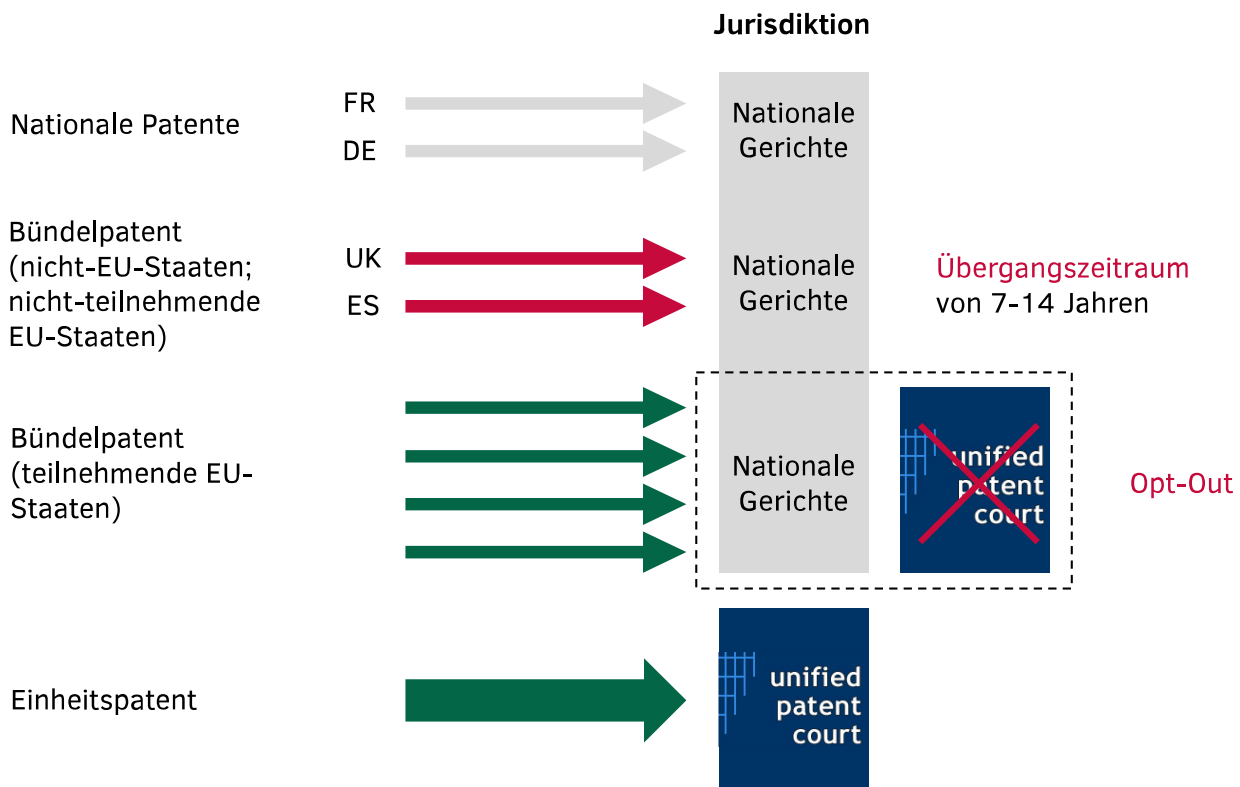 Jurisdiktion
Nationale Patente
FR
DE
Nationale
Gerichte
Bündelpatent
(nicht-EU-Staaten;
nicht-teilnehmende
EU-Staaten)
UK
ES
Nationale
Gerichte
Übergangszeitraum
von 7-14 Jahren
Bündelpatent
(teilnehmende EU-
Staaten)
Nationale
Gerichte
unified
patent
court
Opt-Out
Einheitspatent
unified
patent
court